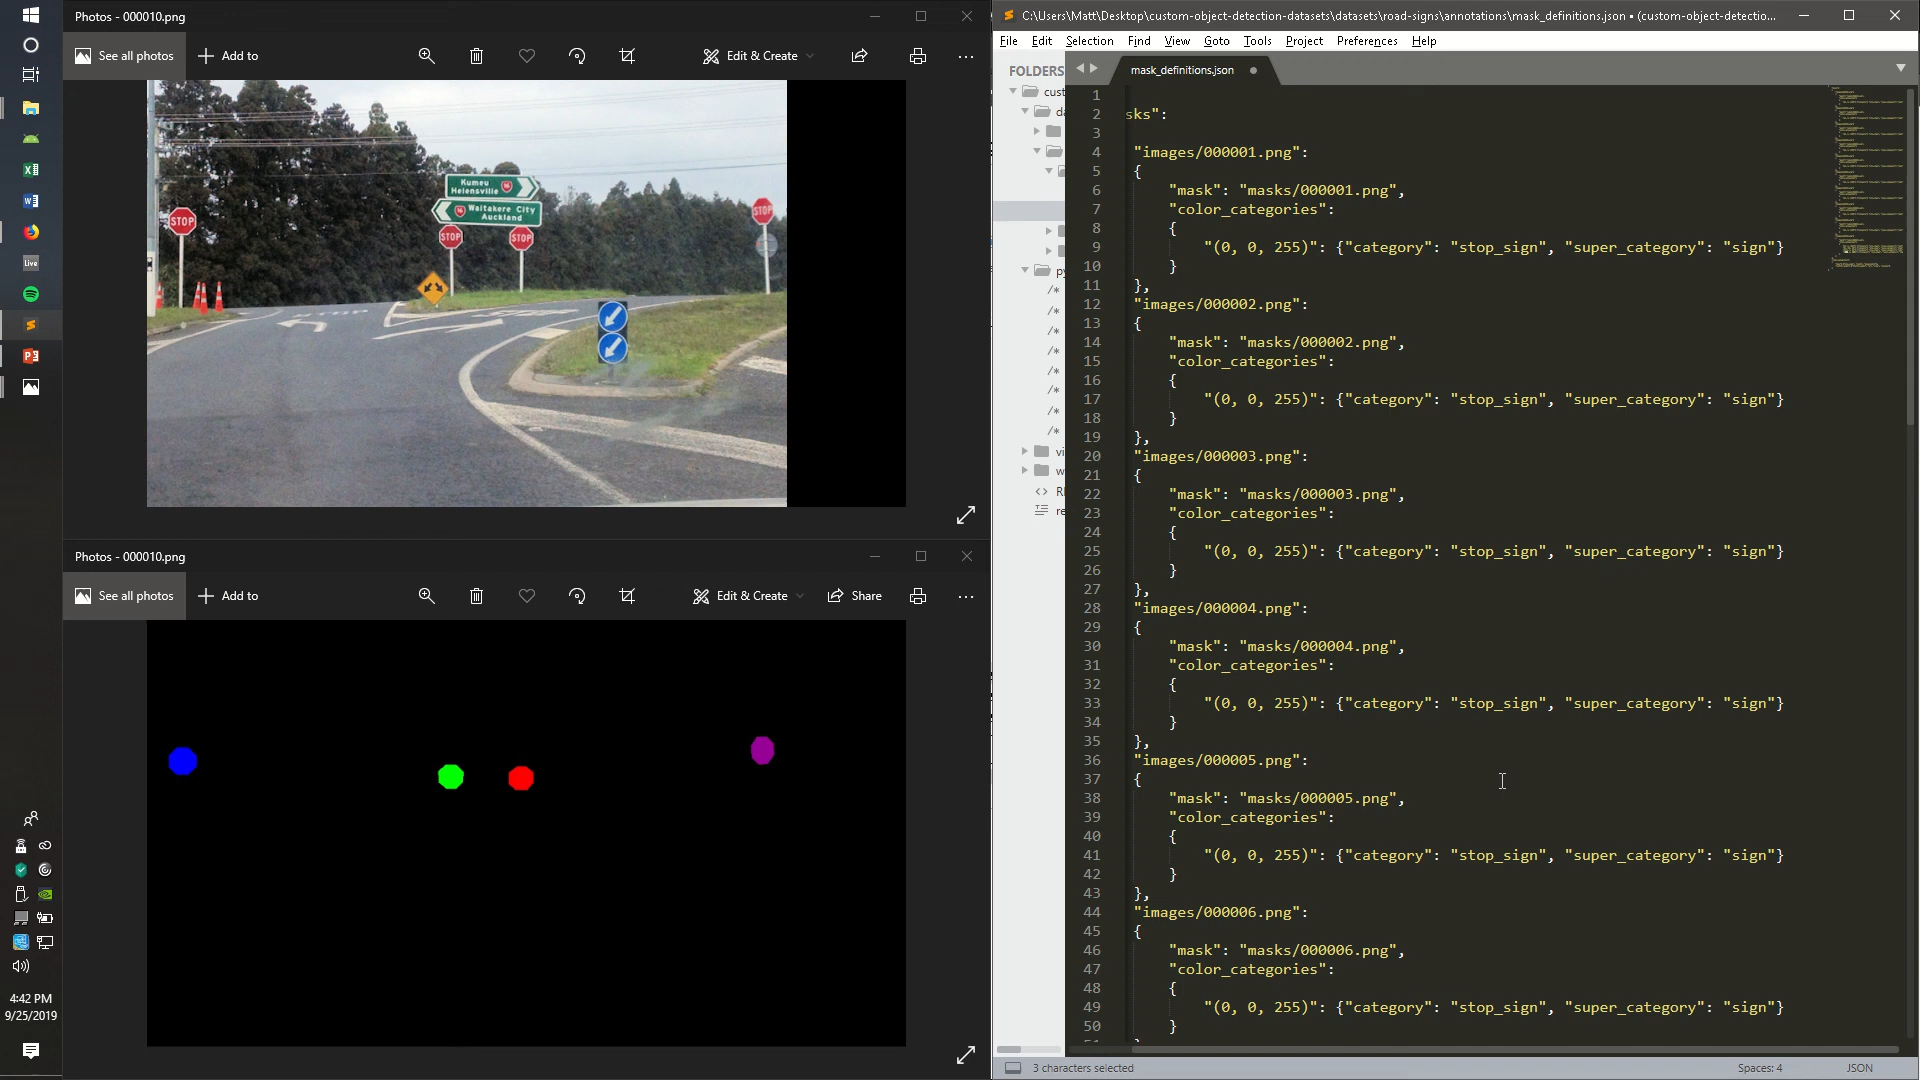 Photos - 000010.png
See all photos
Add to
Edit & Create
Kumeu
Helensville
16
16
Waitakere City
Auckland
STOP
STOP
STOP
STOP
Photos - 000010.png
See all photos
Add to
Edit & Create
Share
Live
4:42 PM
9/25/2019
C:\Users\Matt\Desktop\custom-object-detection-datasets\datasets\road-signs\annotations\mask_definitions.json • (custom-object-detectio...
File Edit Selection Find View Goto Tools Project Preferences Help
FOLDERS
cust
da
py
/*
/*
/*
/*
/*
/*
/*
/*
vi
w
<> RI
re
mask_definitions.json
1
2 sks":
3
4 "images/000001.png":
5 {
6 "mask": "masks/000001.png",
7 "color_categories":
8 {
9 "(0, 0, 255)": {"category": "stop_sign", "super_category": "sign"}
10 }
11 },
12 "images/000002.png":
13 {
14 "mask": "masks/000002.png",
15 "color_categories":
16 {
17 "(0, 0, 255)": {"category": "stop_sign", "super_category": "sign"}
18 }
19 },
20 "images/000003.png":
21 {
22 "mask": "masks/000003.png",
23 "color_categories":
24 {
25 "(0, 0, 255)": {"category": "stop_sign", "super_category": "sign"}
26 }
27 },
28 "images/000004.png":
29 {
30 "mask": "masks/000004.png",
31 "color_categories":
32 {
33 "(0, 0, 255)": {"category": "stop_sign", "super_category": "sign"}
34 }
35 },
36 "images/000005.png":
37 {
38 "mask": "masks/000005.png",
39 "color_categories":
40 {
41 "(0, 0, 255)": {"category": "stop_sign", "super_category": "sign"}
42 }
43 },
44 "images/000006.png":
45 {
46 "mask": "masks/000006.png",
47 "color_categories":
48 {
49 "(0, 0, 255)": {"category": "stop_sign", "super_category": "sign"}
50 }
3 characters selected
Spaces: 4
JSON